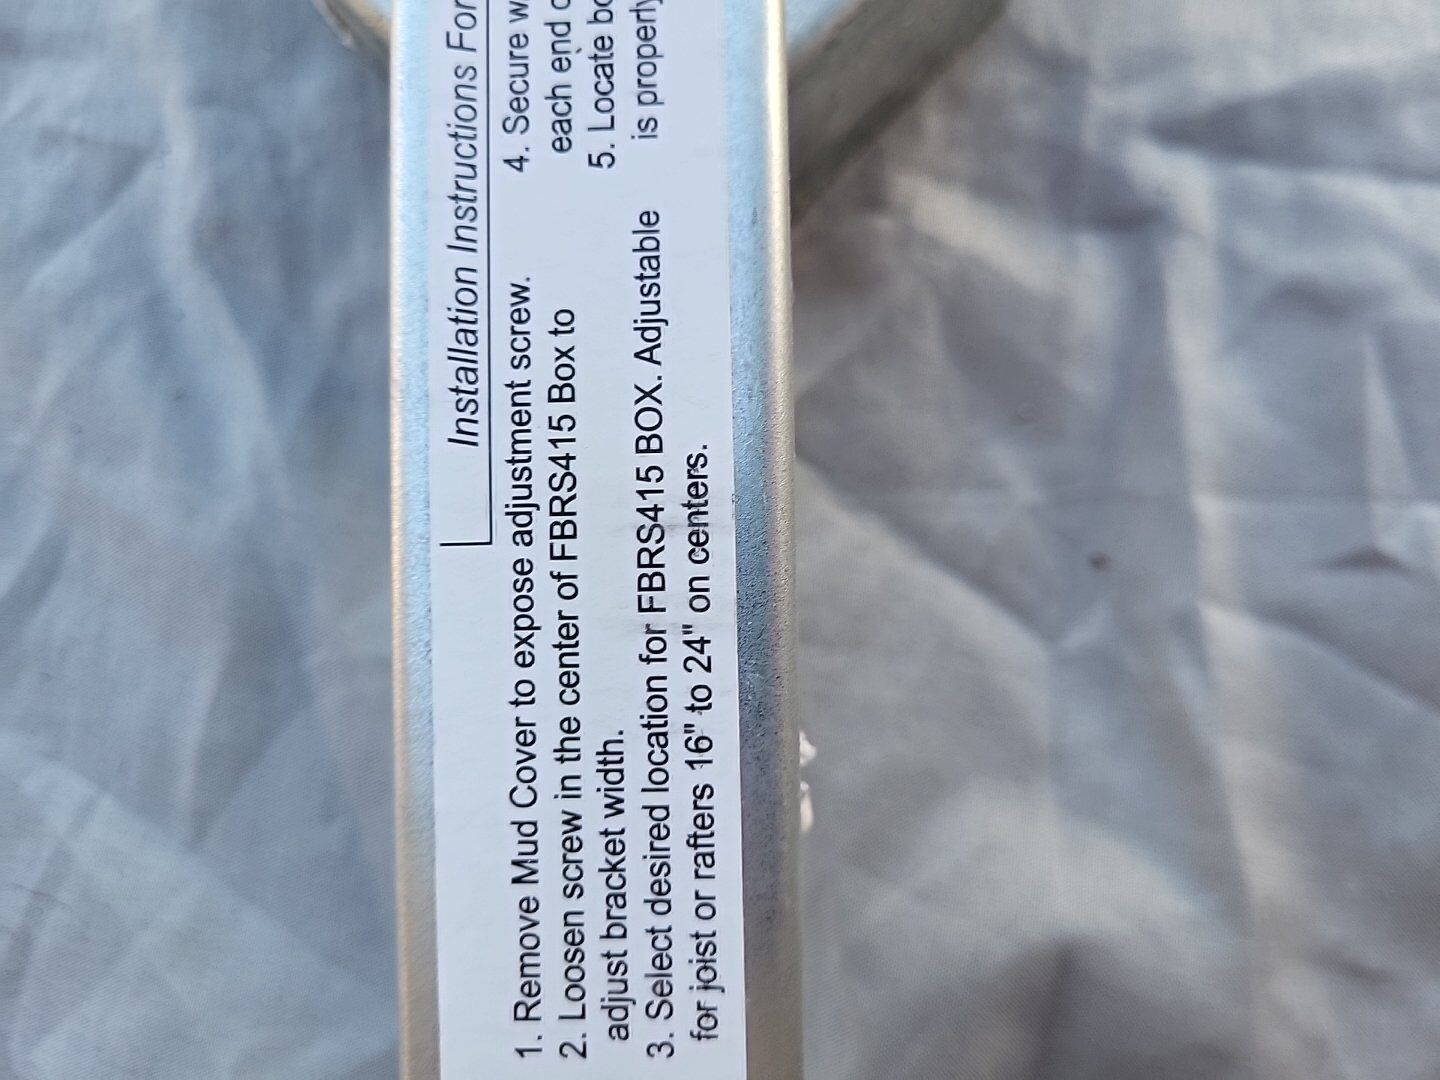 Installation Instructions For
1. Remove Mud Cover to expose adjustment screw.
2. Loosen screw in the center of FBRS415 Box to
adjust bracket width.
3. Select desired location for FBRS415 BOX. Adjustable
for joist or rafters 16" to 24" on centers.
4. Secure
each end
5. Locate
is properly